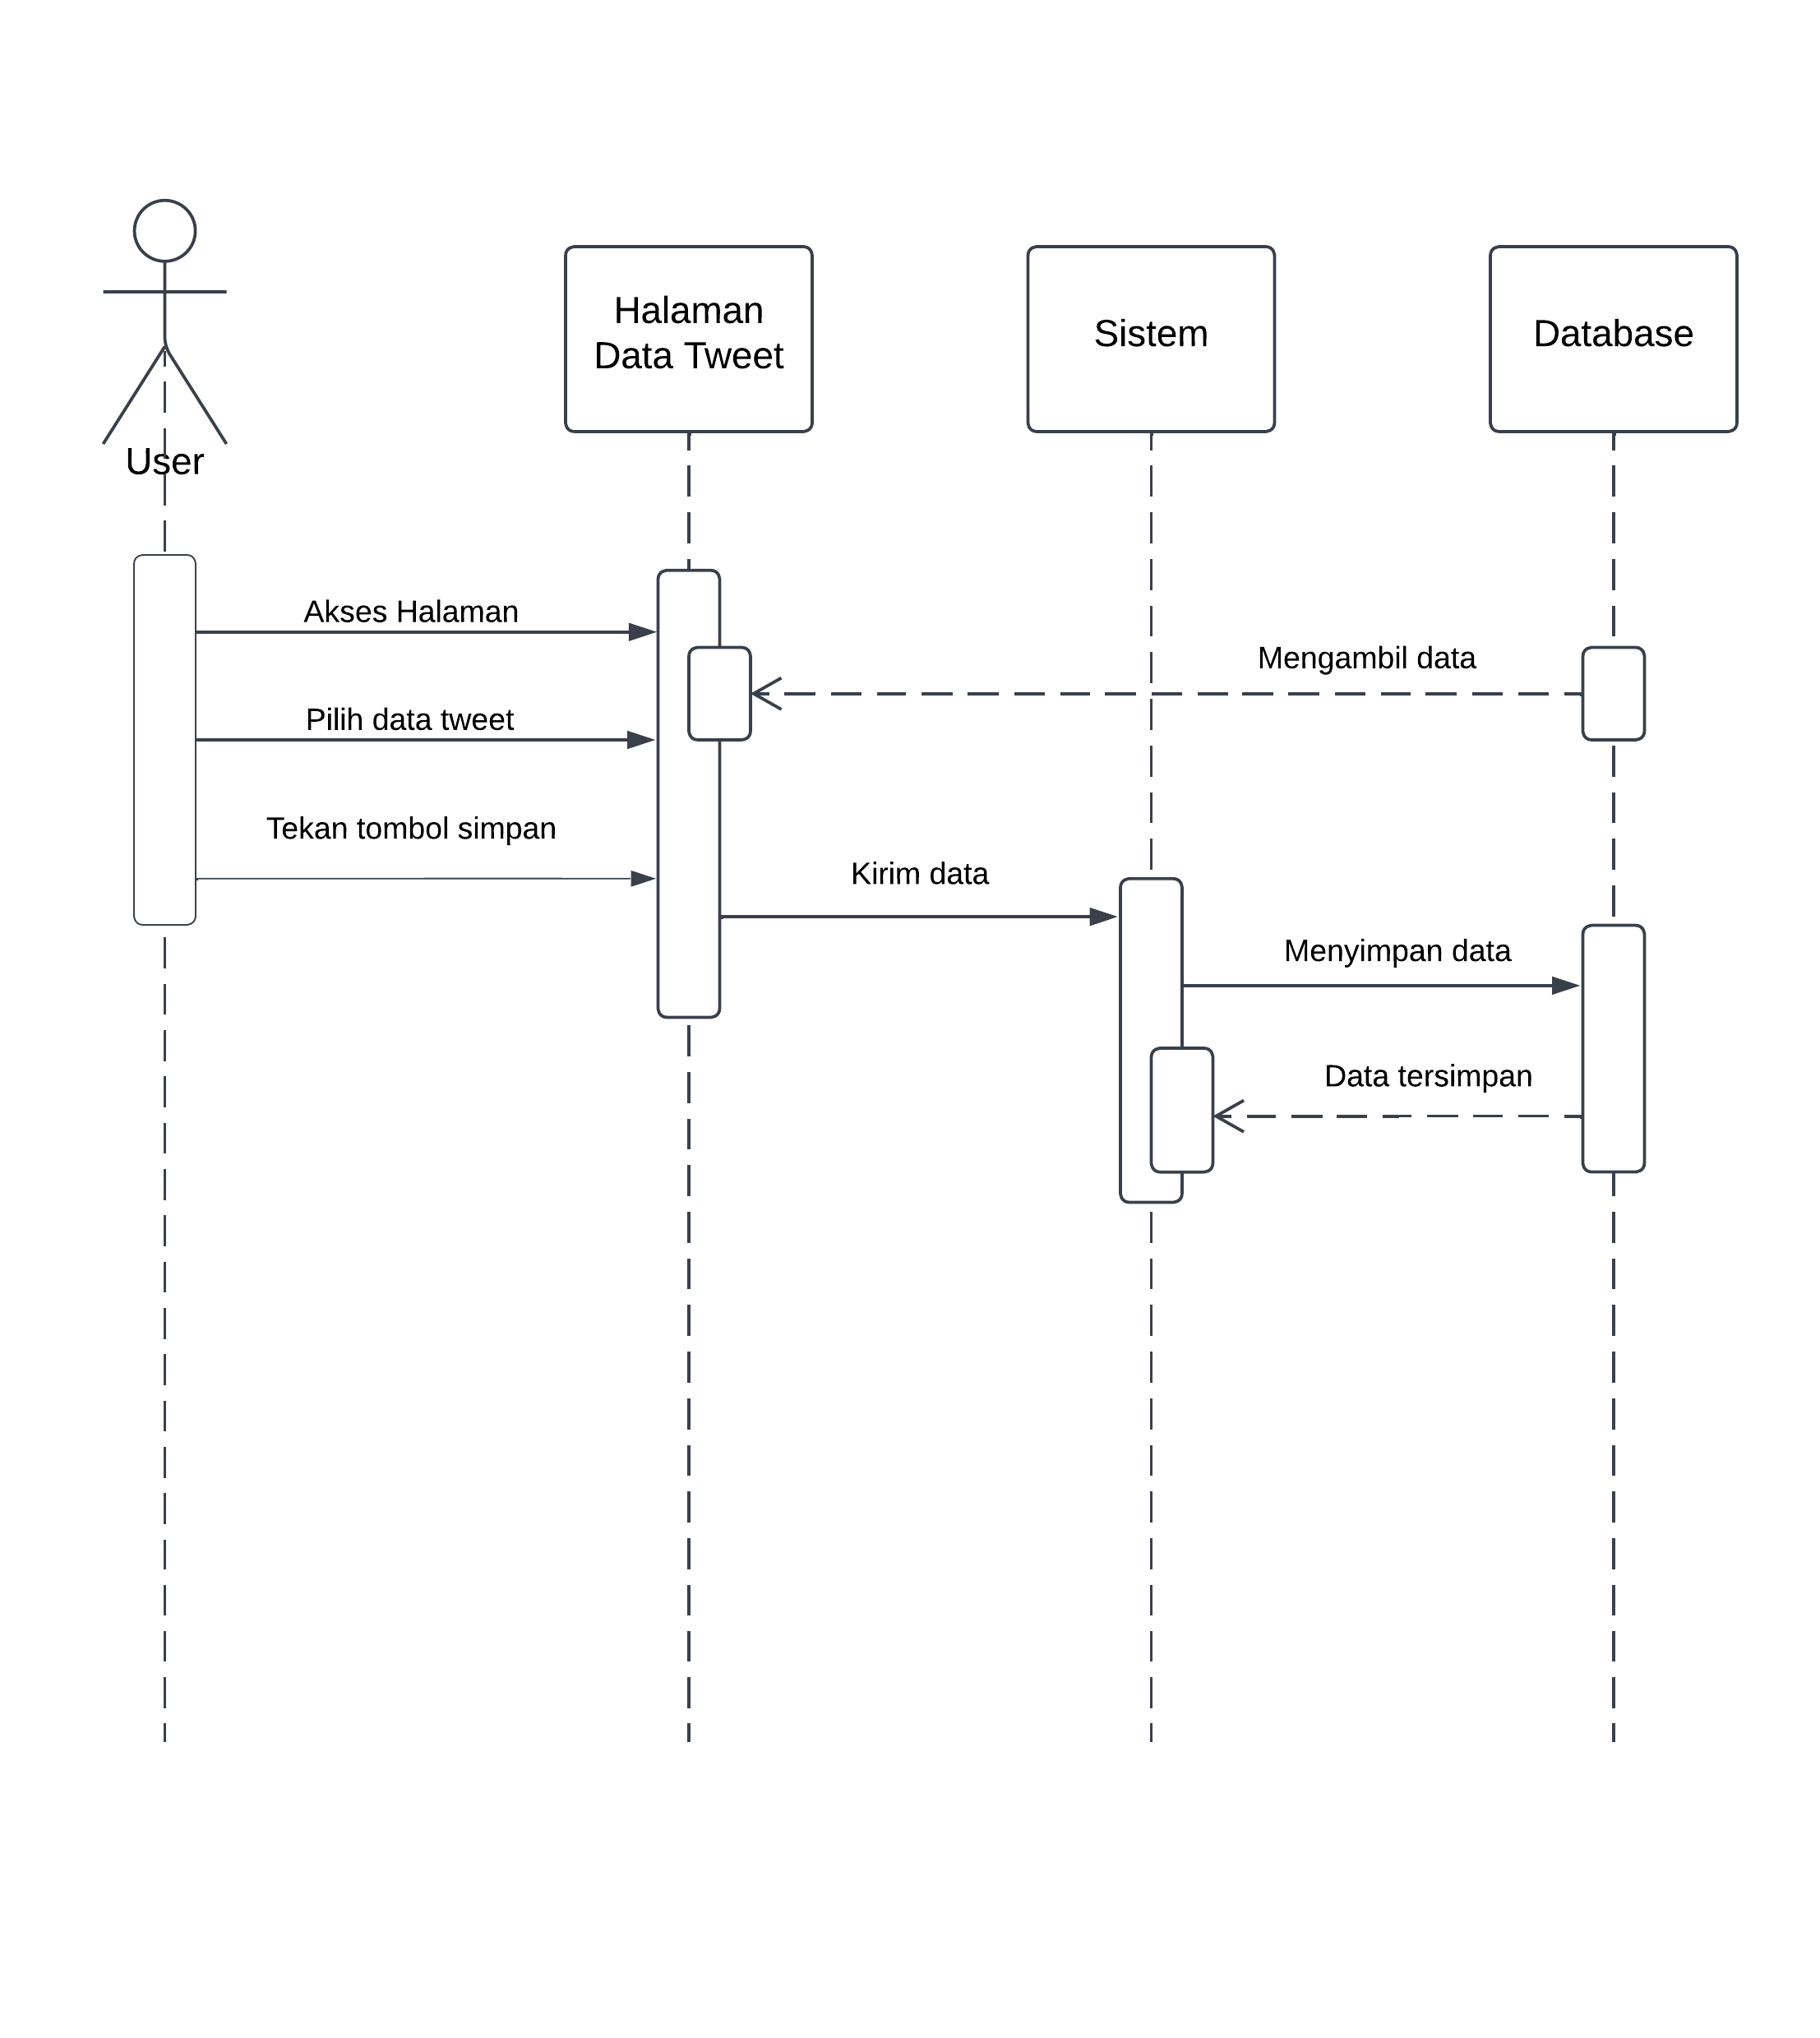 Halaman
Data Tweet
Sistem
Database
User
Akses Halaman
Mengambil data
Pilih data tweet
Tekan tombol simpan
Kirim data
Menyimpan data
Data tersimpan